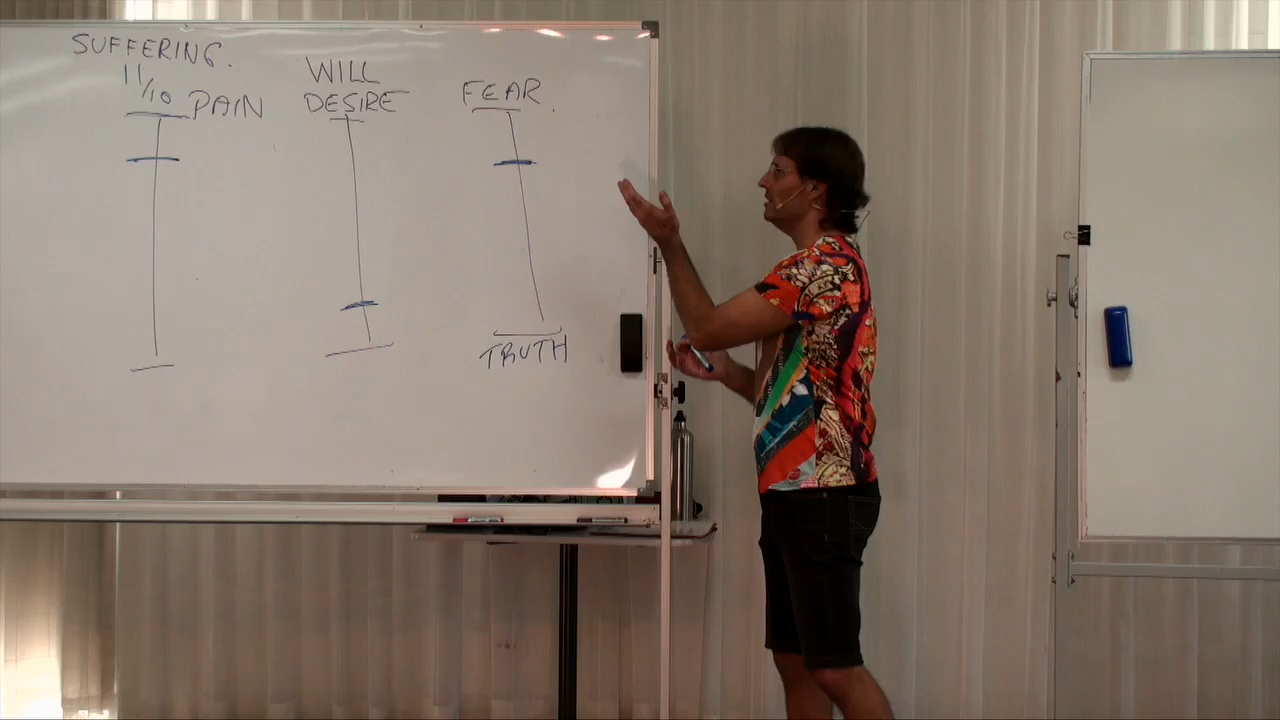 SUFFERING.
11/10 PAIN
WILL
DESIRE
FEAR.
TRUTH